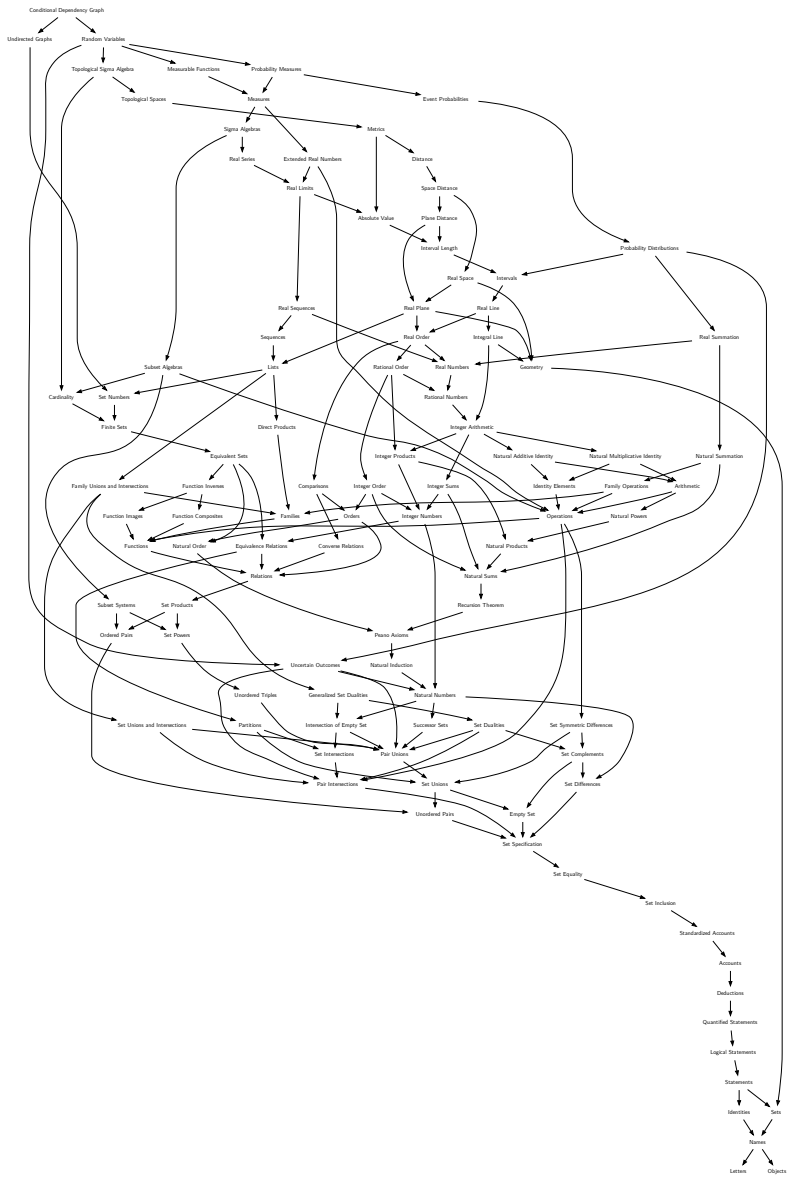 Conditional Dependency Graph
Undirected Graphs
Random Variables
Topological Sigma Algebra
Measurable Functions
Probability Measures
Topological Spaces
Measures
Event Probabilities
Sigma Algebras
Metrics
Real Series
Extended Real Numbers
Distance
Real Limits
Space Distance
Absolute Value
Plane Distance
Interval Length
Probability Distributions
Real Space
Intervals
Real Sequences
Real Plane
Real Line
Sequences
Real Order
Integral Line
Real Summation
Subset Algebras
Lists
Rational Order
Real Numbers
Geometry
Cardinality
Set Numbers
Rational Numbers
Finite Sets
Direct Products
Integer Arithmetic
Equivalent Sets
Integer Products
Natural Additive Identity
Natural Multiplicative Identity
Natural Summation
Family Unions and Intersections
Function Inverses
Comparisons
Integer Order
Integer Sums
Identity Elements
Family Operations
Arithmetic
Function Images
Function Composites
Families
Orders
Integer Numbers
Operations
Natural Powers
Functions
Natural Order
Equivalence Relations
Converse Relations
Natural Products
Relations
Natural Sums
Subset Systems
Set Products
Recursion Theorem
Ordered Pairs
Set Powers
Peano Axioms
Uncertain Outcomes
Natural Induction
Unordered Triples
Generalized Set Dualities
Natural Numbers
Set Unions and Intersections
Partitions
Intersection of Empty Set
Successor Sets
Set Dualities
Set Symmetric Differences
Set Intersections
Pair Unions
Set Complements
Pair Intersections
Set Unions
Set Differences
Unordered Pairs
Empty Set
Set Specification
Set Equality
Set Inclusion
Standardized Accounts
Accounts
Deductions
Quantified Statements
Logical Statements
Statements
Identities
Sets
Names
Letters
Objects